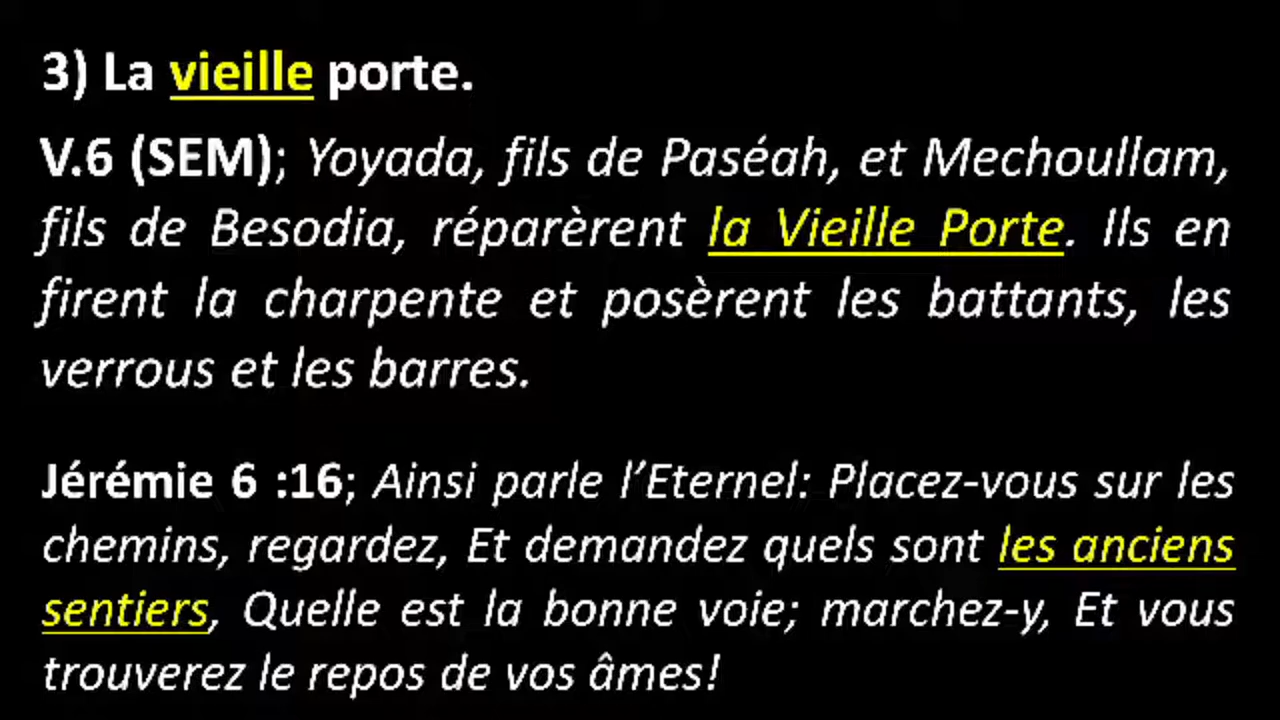 3) La vieille porte.
V.6 (SEM); Yoyada, fils de Paséah, et Mechoullam,
fils de Besodia, réparèrent la Vieille Porte. Ils en
firent la charpente et posèrent les battants, les
verrous et les barres.
Jérémie 6 :16; Ainsi parle l’Eternel: Placez-vous sur les
chemins, regardez, Et demandez quels sont les anciens
sentiers, Quelle est la bonne voie; marchez-y, Et vous
trouverez le repos de vos âmes!